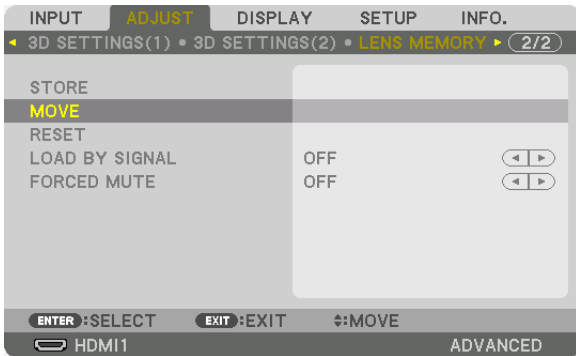 INPUT ADJUST DISPLAY SETUP INFO.
3D SETTINGS(1) • 3D SETTINGS(2) • LENS MEMORY 2/2
STORE
MOVE
RESET
LOAD BY SIGNAL OFF
FORCED MUTE OFF
ENTER :SELECT EXIT :EXIT :MOVE
HDMI1 ADVANCED